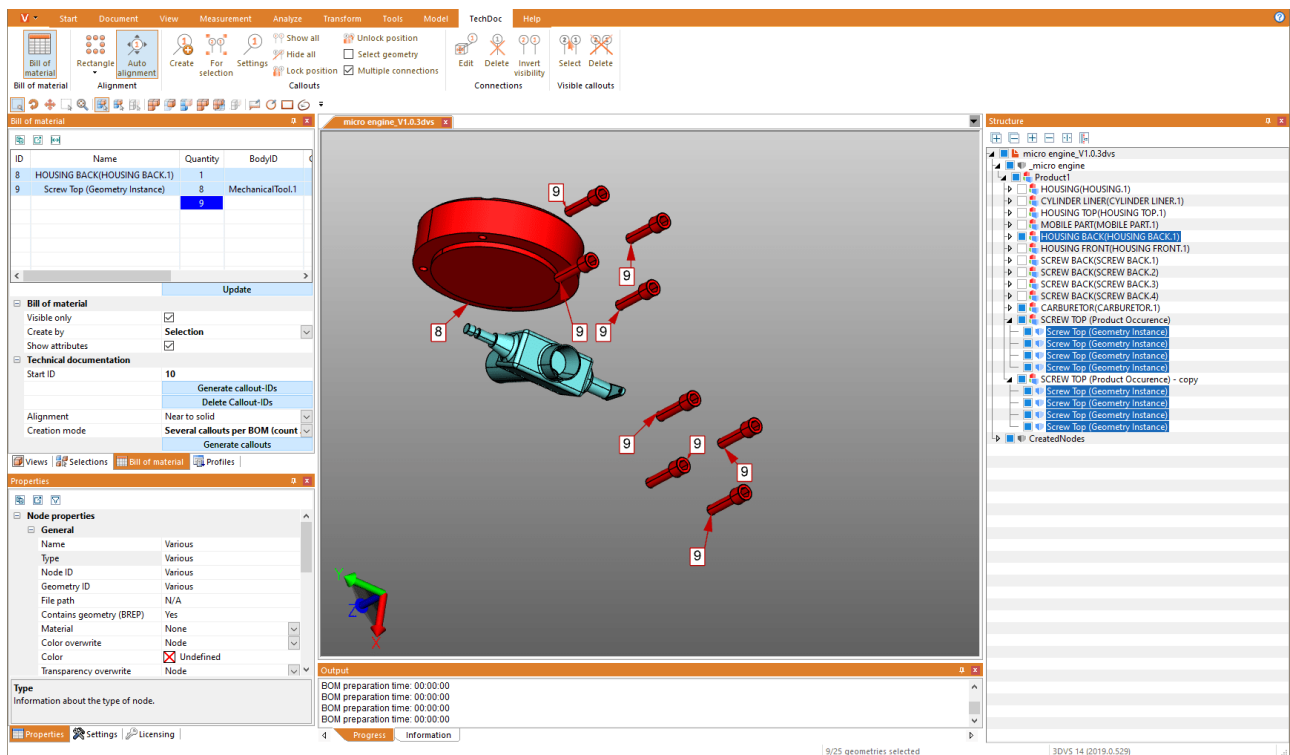 V Start Document View Measurement Analyze Transform Tools Model TechDoc Help
Bill of material
Rectangle
Auto alignment
Create
For selection
Settings
Show all
Hide all
Lock position
Unlock position
Select geometry
Multiple connections
Edit
Delete
Invert visibility
Select
Delete
Bill of material Alignment Callouts Connections Visible callouts
Bill of material
ID Name Quantity BodyID
8 HOUSING BACK(HOUSING BACK.1) 1
9 Screw Top (Geometry Instance) 8 MechanicalTool.1
9
Update
Bill of material
Visible only
Create by Selection
Show attributes
Technical documentation
Start ID 10
Generate callout-IDs
Delete Callout-IDs
Alignment Near to solid
Creation mode Several callouts per BOM (count
Generate callouts
Views Selections Bill of material Profiles
Properties
Node properties
General
Name Various
Type Various
Node ID Various
Geometry ID Various
File path N/A
Contains geometry (BREP) Yes
Material None
Color overwrite Node
Color Undefined
Transparency overwrite Node
Type
Information about the type of node.
Properties Settings Licensing
micro engine_V1.0.3dvs
9
9
9
8
9
9
9
9
9
9
Y
Z
X
Output
BOM preparation time: 00:00:00
BOM preparation time: 00:00:00
BOM preparation time: 00:00:00
BOM preparation time: 00:00:00
Progress Information
Structure
micro engine_V1.0.3dvs
_micro engine
Product1
HOUSING(HOUSING.1)
CYLINDER LINER(CYLINDER LINER.1)
HOUSING TOP(HOUSING TOP.1)
MOBILE PART(MOBILE PART.1)
HOUSING BACK(HOUSING BACK.1)
HOUSING FRONT(HOUSING FRONT.1)
SCREW BACK(SCREW BACK.1)
SCREW BACK(SCREW BACK.2)
SCREW BACK(SCREW BACK.3)
SCREW BACK(SCREW BACK.4)
CARBURETOR(CARBURETOR.1)
SCREW TOP (Product Occurence)
Screw Top (Geometry Instance)
Screw Top (Geometry Instance)
Screw Top (Geometry Instance)
Screw Top (Geometry Instance)
SCREW TOP (Product Occurence) - copy
Screw Top (Geometry Instance)
Screw Top (Geometry Instance)
Screw Top (Geometry Instance)
Screw Top (Geometry Instance)
CreatedNodes
9/25 geometries selected
3DVS 14 (2019.0.529)